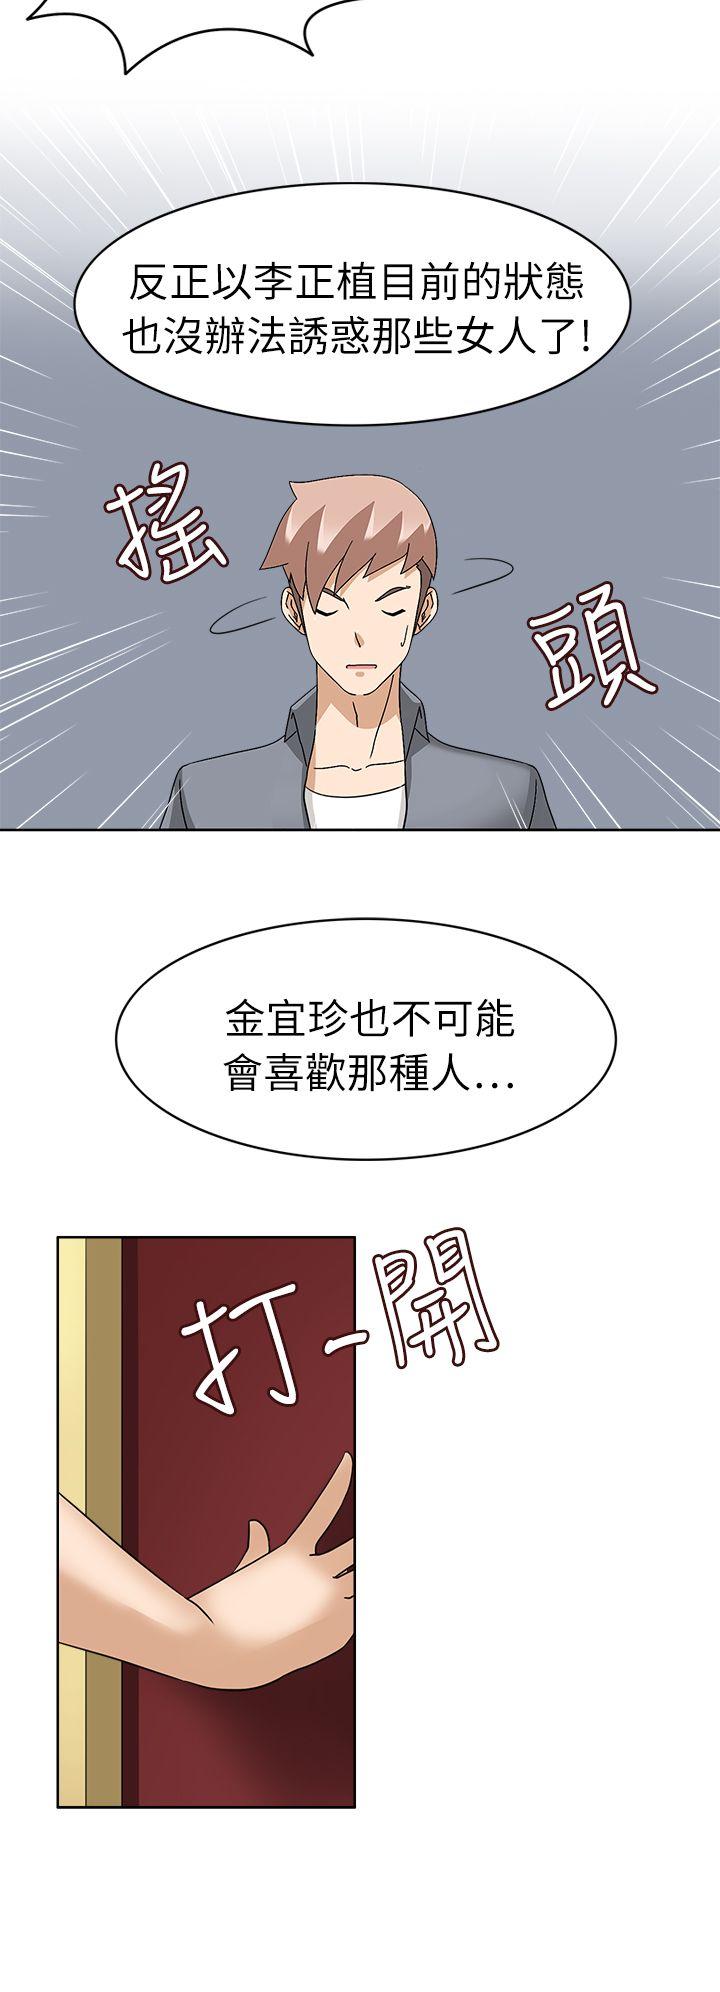 反正以李正植目前的狀態
也沒辦法誘惑那些女人了!
搖
頭
金宜珍也不可能
會喜歡那種人...
打-開